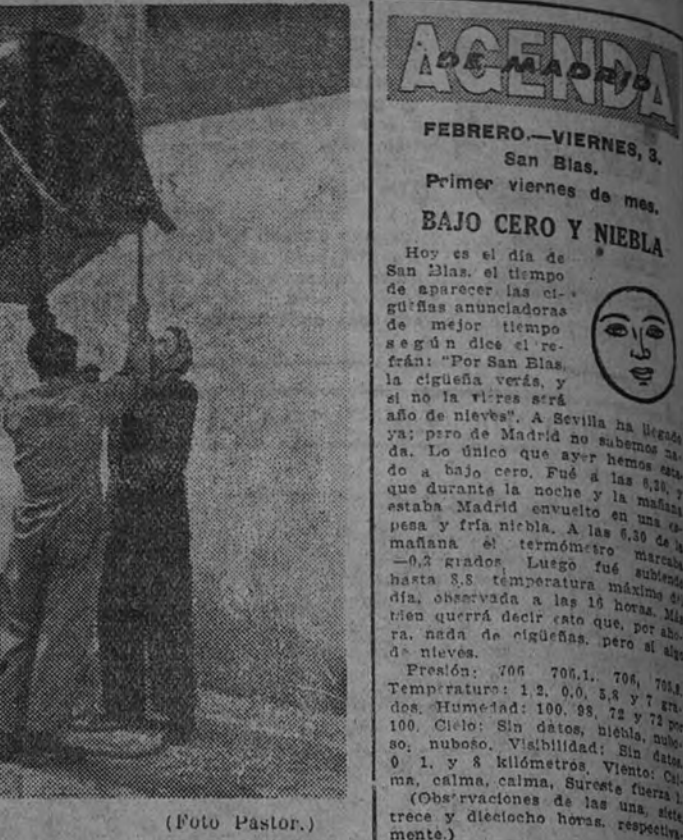 AGENDA
DE MADRID
FEBRERO.—VIERNES, 3.
San Blas.
Primer viernes de mes.
BAJO CERO Y NIEBLA
Hoy es el día de
San Blas, el tiempo
de aparecer las ci-
güeñas anunciadoras
de mejor tiempo
según dice el re-
frán: "Por San Blas,
la cigüeña verás, y
si no la vieres será
año de nieves". A Sevilla ha llegado
ya; pero de Madrid no sabemos na-
da. Lo único que ayer hemos esta-
do a bajo cero. Fué a las 6,30, y
que durante la noche y la mañana
estaba Madrid envuelto en una es-
pesa y fría niebla. A las 6,30 de la
mañana el termómetro marcaba
—0,2 grados. Luego fué subiendo
hasta 8,8 temperatura máxima del
día, observada a las 16 horas. Más
bien querrá decir esto que, por aho-
ra, nada de cigüeñas, pero sí algo
de nieves.
Presión: 706 706,1, 706,
Temperatura: 1,2, 0,0, 5,8 y 7 gra-
dos. Humedad: 100, 98, 72 y 72 por
100. Cielo: Sin datos, niebla, nubo-
so, nuboso. Visibilidad: Sin datos,
0 1, y 8 kilómetros. Viento: Cal-
ma, calma, calma, Sureste fuerza 1.
(Observaciones de las una, siete
trece y dieciocho horas, respectiva-
mente.)
(Foto Pastor.)